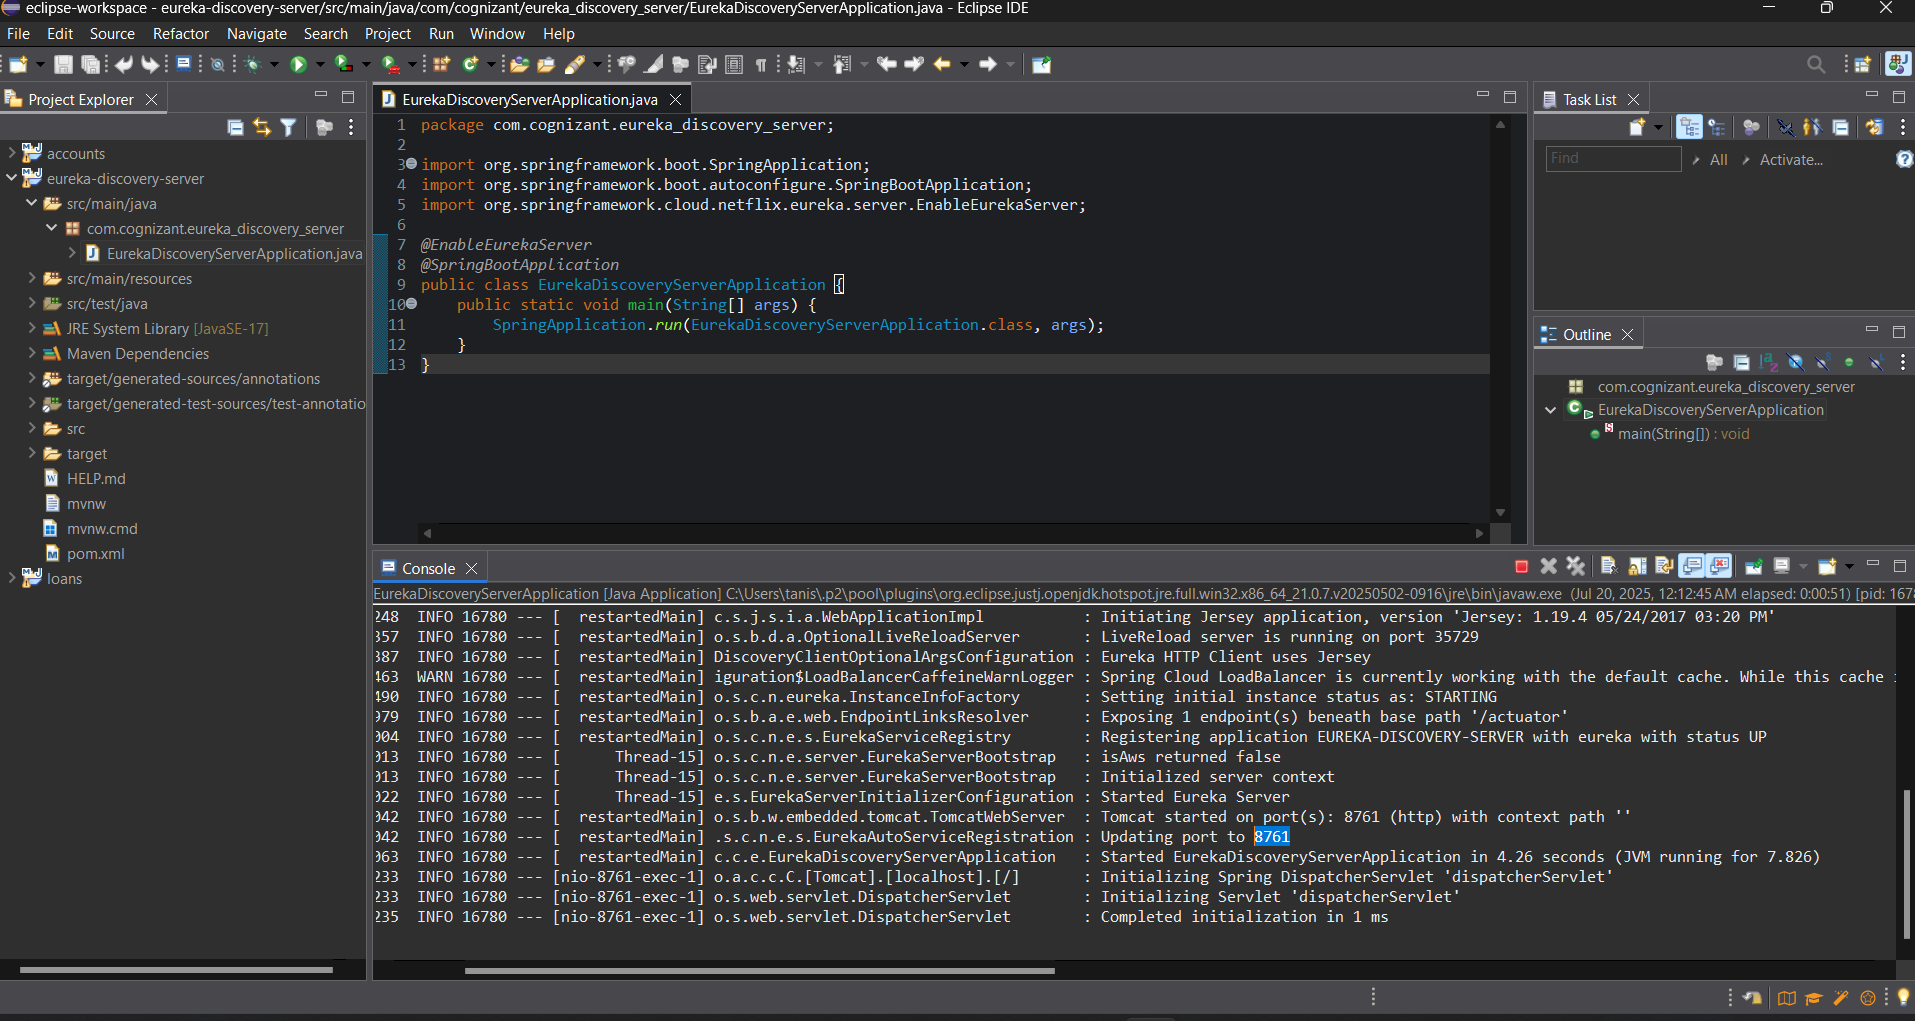 eclipse-workspace - eureka-discovery-server/src/main/java/com/cognizant/eureka_discovery_server/EurekaDiscoveryServerApplication.java - Eclipse IDE
File Edit Source Refactor Navigate Search Project Run Window Help
Project Explorer
accounts
eureka-discovery-server
src/main/java
com.cognizant.eureka_discovery_server
EurekaDiscoveryServerApplication.java
src/main/resources
src/test/java
JRE System Library [JavaSE-17]
Maven Dependencies
target/generated-sources/annotations
target/generated-test-sources/test-annotatio
src
target
HELP.md
mvnw
mvnw.cmd
pom.xml
loans
EurekaDiscoveryServerApplication.java
1 package com.cognizant.eureka_discovery_server;
2
3 import org.springframework.boot.SpringApplication;
4 import org.springframework.boot.autoconfigure.SpringBootApplication;
5 import org.springframework.cloud.netflix.eureka.server.EnableEurekaServer;
6
7 @EnableEurekaServer
8 @SpringBootApplication
9 public class EurekaDiscoveryServerApplication {
10 public static void main(String[] args) {
11 SpringApplication.run(EurekaDiscoveryServerApplication.class, args);
12 }
13 }
Task List
Find All Activate...
Outline
com.cognizant.eureka_discovery_server
EurekaDiscoveryServerApplication
main(String[]) : void
Console
EurekaDiscoveryServerApplication [Java Application] C:\Users\tanis\.p2\pool\plugins\org.eclipse.justj.openjdk.hotspot.jre.full.win32.x86_64_21.0.7.v20250502-0916\jre\bin\javaw.exe (Jul 20, 2025, 12:12:45 AM elapsed: 0:00:51) [pid: 167
248 INFO 16780 --- [ restartedMain] c.s.j.s.i.a.WebApplicationImpl : Initiating Jersey application, version 'Jersey: 1.19.4 05/24/2017 03:20 PM'
357 INFO 16780 --- [ restartedMain] o.s.b.d.a.OptionalLiveReloadServer : LiveReload server is running on port 35729
387 INFO 16780 --- [ restartedMain] DiscoveryClientOptionalArgsConfiguration : Eureka HTTP Client uses Jersey
463 WARN 16780 --- [ restartedMain] iguration$LoadBalancerCaffeineWarnLogger : Spring Cloud LoadBalancer is currently working with the default cache. While this cache
490 INFO 16780 --- [ restartedMain] o.s.c.n.eureka.InstanceInfoFactory : Setting initial instance status as: STARTING
979 INFO 16780 --- [ restartedMain] o.s.b.a.e.web.EndpointLinksResolver : Exposing 1 endpoint(s) beneath base path '/actuator'
004 INFO 16780 --- [ restartedMain] o.s.c.n.e.s.EurekaServiceRegistry : Registering application EUREKA-DISCOVERY-SERVER with eureka with status UP
013 INFO 16780 --- [ Thread-15] o.s.c.n.e.server.EurekaServerBootstrap : isAws returned false
013 INFO 16780 --- [ Thread-15] o.s.c.n.e.server.EurekaServerBootstrap : Initialized server context
022 INFO 16780 --- [ Thread-15] e.s.EurekaServerInitializerConfiguration : Started Eureka Server
042 INFO 16780 --- [ restartedMain] o.s.b.w.embedded.tomcat.TomcatWebServer : Tomcat started on port(s): 8761 (http) with context path ''
042 INFO 16780 --- [ restartedMain] .s.c.n.e.s.EurekaAutoServiceRegistration : Updating port to 8761
063 INFO 16780 --- [ restartedMain] c.c.e.EurekaDiscoveryServerApplication : Started EurekaDiscoveryServerApplication in 4.26 seconds (JVM running for 7.826)
233 INFO 16780 --- [nio-8761-exec-1] o.a.c.c.C.[Tomcat].[localhost].[/] : Initializing Spring DispatcherServlet 'dispatcherServlet'
233 INFO 16780 --- [nio-8761-exec-1] o.s.web.servlet.DispatcherServlet : Initializing Servlet 'dispatcherServlet'
235 INFO 16780 --- [nio-8761-exec-1] o.s.web.servlet.DispatcherServlet : Completed initialization in 1 ms